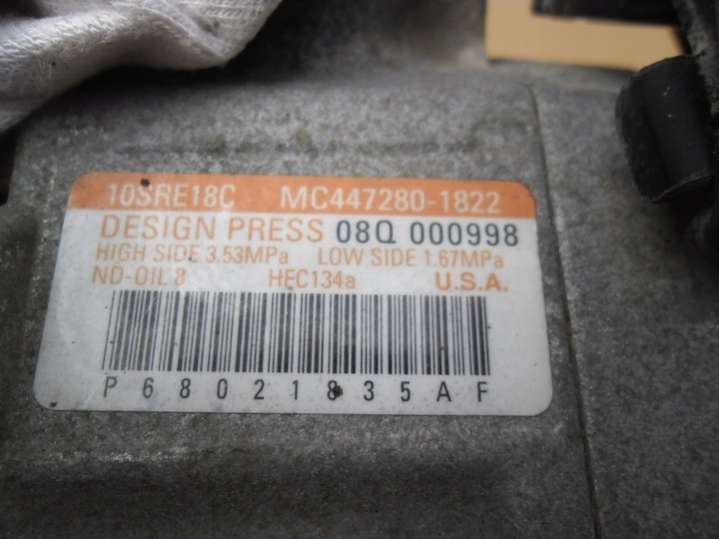 10SRE18C MC447280-1822
DESIGN PRESS 08Q 000998
HIGH SIDE 3.53MPa LOW SIDE 1.67MPa
ND-OIL 8 HFC134a U.S.A.
P68021835AF